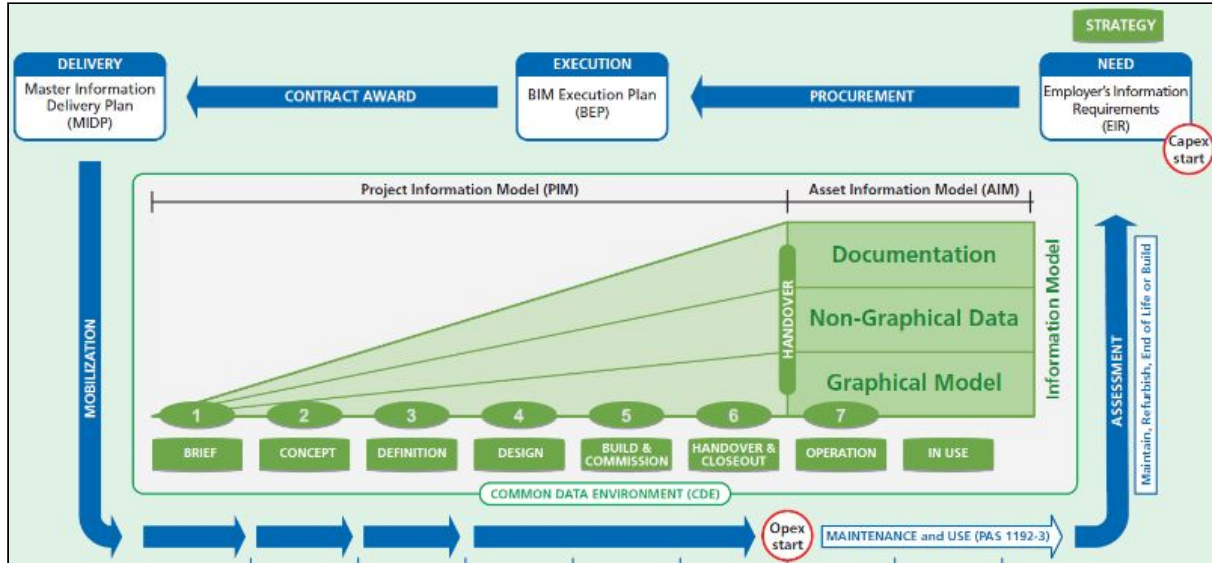 STRATEGY
DELIVERY
Master Information
Delivery Plan
(MIDP)
CONTRACT AWARD
EXECUTION
BIM Execution Plan
(BEP)
PROCUREMENT
NEED
Employer's Information
Requirements
(EIR)
Capex
start
Project Information Model (PIM)
Asset Information Model (AIM)
MOBILIZATION
HANDOVER
Documentation
Non-Graphical Data
Graphical Model
Information Model
ASSESSMENT
Maintain, Refurbish, End of Life or Build
1
2
3
4
5
6
7
BRIEF
CONCEPT
DEFINITION
DESIGN
BUILD &
COMMISSION
HANDOVER &
CLOSEOUT
OPERATION
IN USE
COMMON DATA ENVIRONMENT (CDE)
Opex
start
MAINTENANCE and USE (PAS 1192-3)